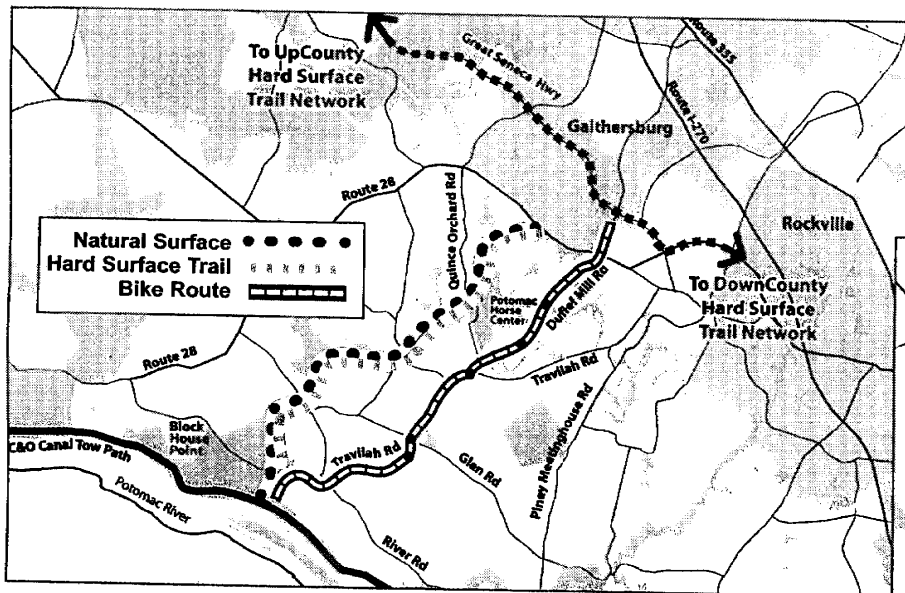 To UpCounty
Hard Surface
Trail Network
Great Seneca Hwy
Route 355
Route I-270
Gaithersburg
Rockville
Route 28
Quince Orchard Rd
Natural Surface
Hard Surface Trail
Bike Route
Potomac
Horse
Center
Duffief Mill Rd
To DownCounty
Hard Surface
Trail Network
Route 28
Travilah Rd
Piney Meetinghouse Rd
Block
House
Point
Travilah Rd
Glen Rd
C&O Canal Tow Path
Potomac River
River Rd